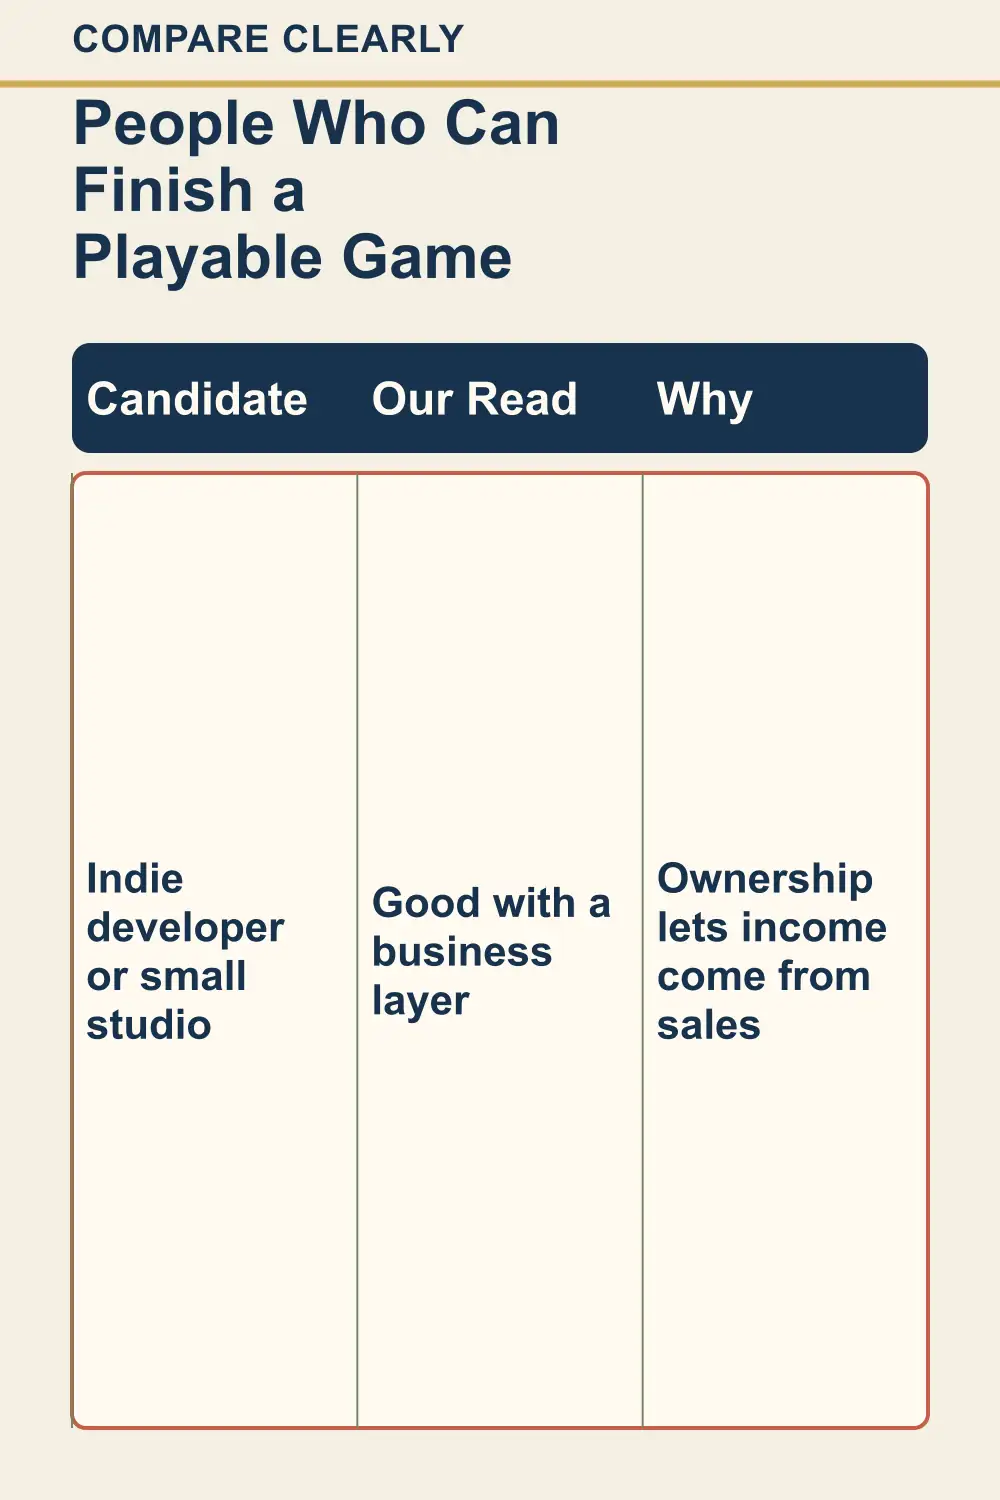 COMPARE CLEARLY
People Who Can
Finish a
Playable Game
Candidate
Our Read
Why
Indie
developer
or small
studio
Good with a
business
layer
Ownership
lets income
come from
sales